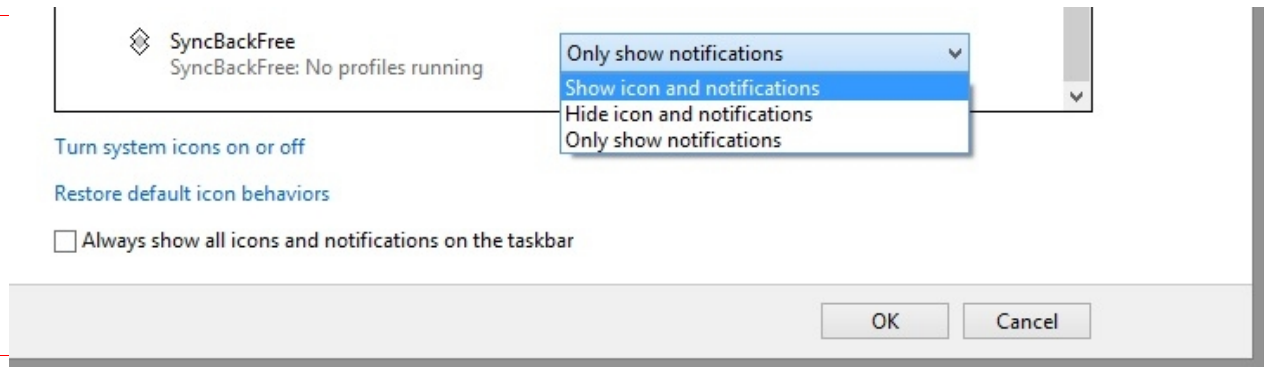 SyncBackFree
SyncBackFree: No profiles running
Only show notifications
Show icon and notifications
Hide icon and notifications
Only show notifications
Turn system icons on or off
Restore default icon behaviors
Always show all icons and notifications on the taskbar
OK
Cancel